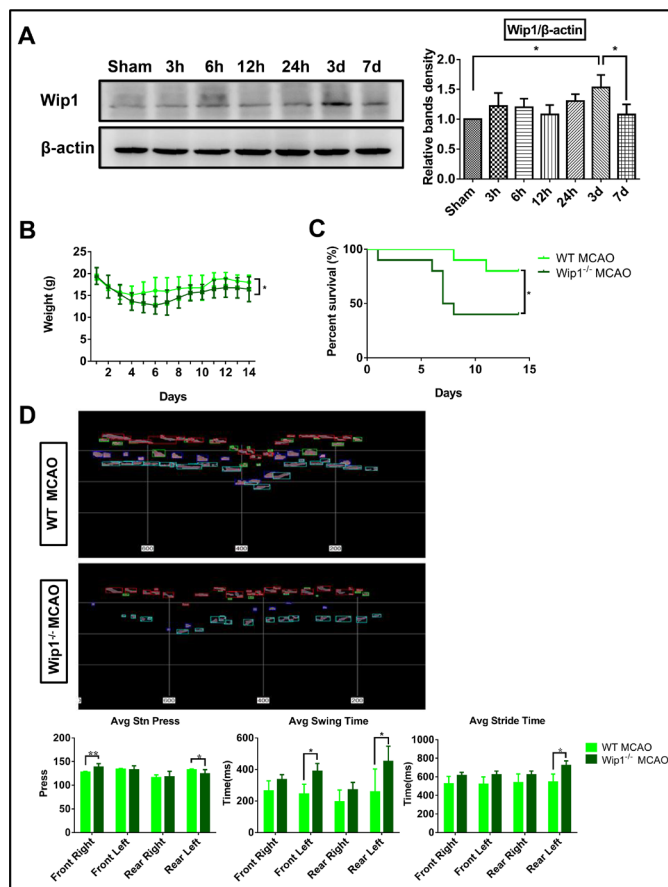 A
Sham 3h 6h 12h 24h 3d 7d
Wip1
β-actin
Wip1/β-actin
Relative bands density
2.0
1.5
1.0
0.5
0.0
* *
Sham 3h 6h 12h 24h 3d 7d
B
Weight (g)
25
20
15
10
5
0
*
2 4 6 8 10 12 14
Days
C
Percent survival (%)
100
50
0
*
WT MCAO
Wip1-/- MCAO
0 5 10 15
Days
D
WT MCAO
400 200
Wip1-/- MCAO
400 200
Avg Stn Press
Press
200
150
100
50
0
** *
Front Right Front Left Rear Right Rear Left
Avg Swing Time
Time(ms)
600
400
200
0
* *
Front Right Front Left Rear Right Rear Left
Avg Stride Time
Time(ms)
1000
800
600
400
200
0
*
Front Right Front Left Rear Right Rear Left
WT MCAO
Wip1-/- MCAO